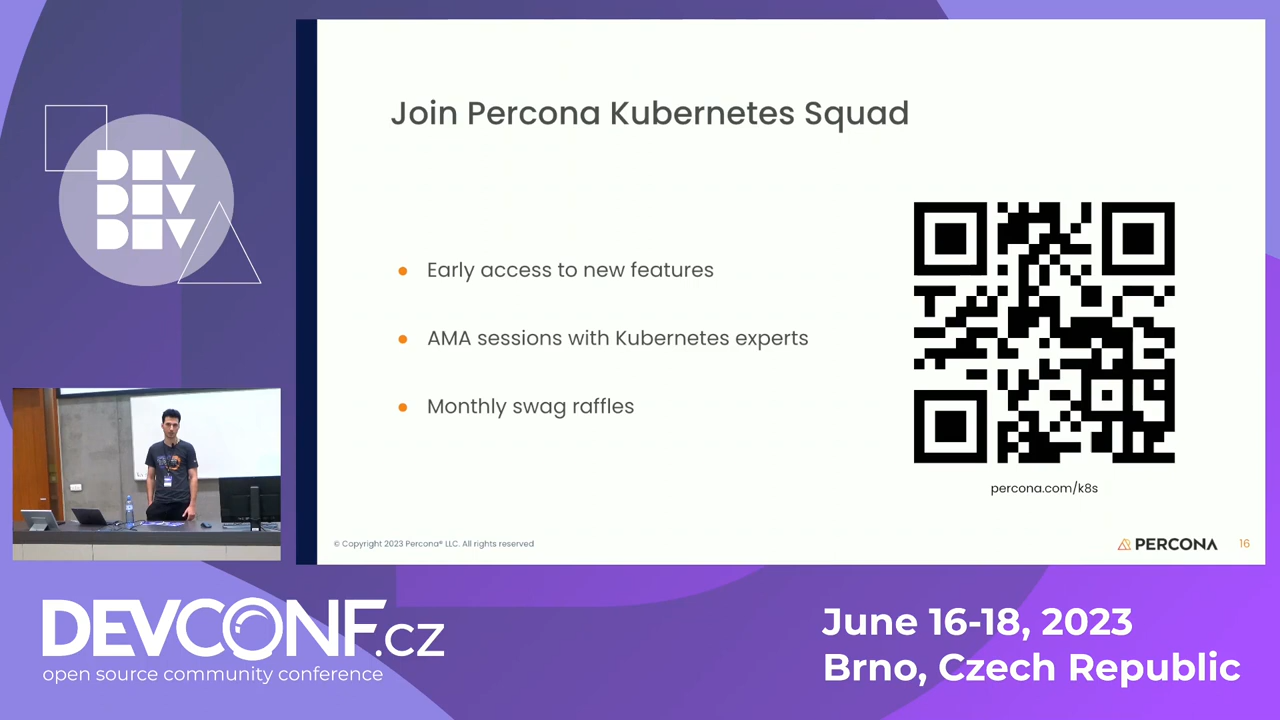 DEV
DEV
DEV
Join Percona Kubernetes Squad
Early access to new features
AMA sessions with Kubernetes experts
Monthly swag raffles
percona.com/k8s
© Copyright 2023 Percona® LLC. All rights reserved
PERCONA
16
DEVCONF.cz
open source community conference
June 16-18, 2023
Brno, Czech Republic